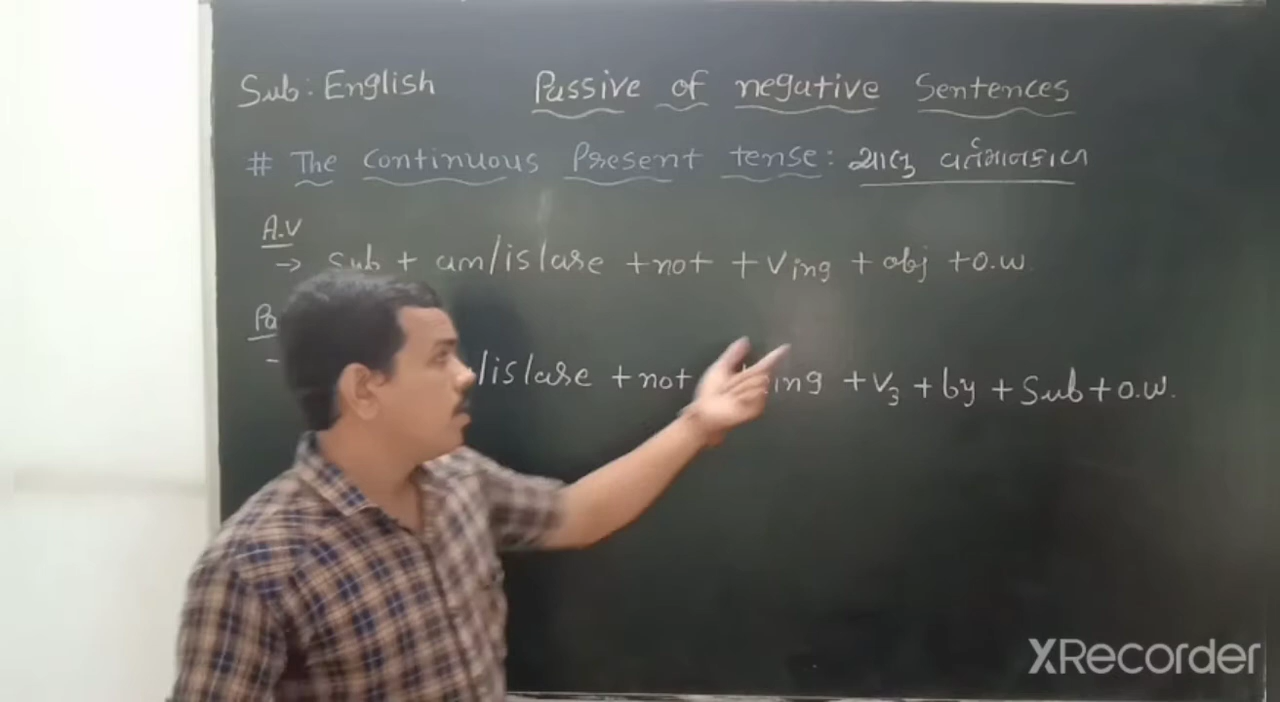 Sub: English Passive of negative Sentences
# The Continuous Present tense: ચાલુ વર્તમાનકાળ
A.V
→ Sub + am/is/are + not + Ving + obj + o.w.
/is/are + not ing + V3 + by + Sub + o.w.
XRecorder